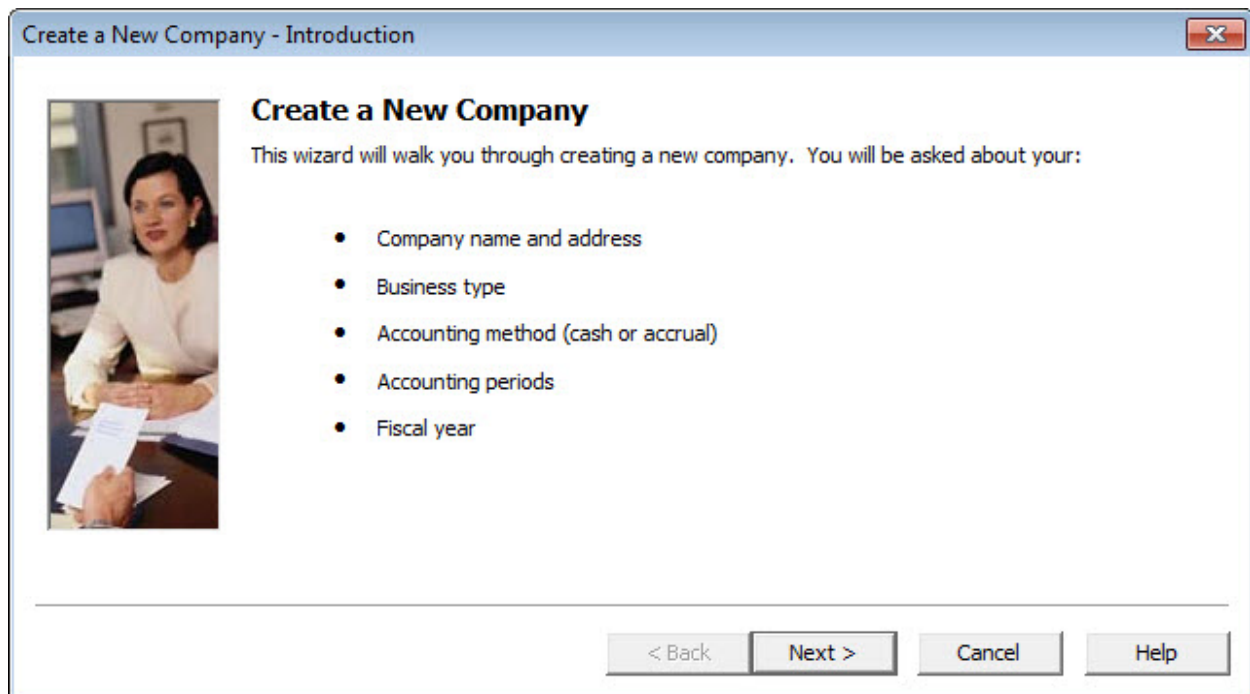 Create a New Company - Introduction
Create a New Company
This wizard will walk you through creating a new company.  You will be asked about your:
• Company name and address
• Business type
• Accounting method (cash or accrual)
• Accounting periods
• Fiscal year
< Back Next > Cancel Help